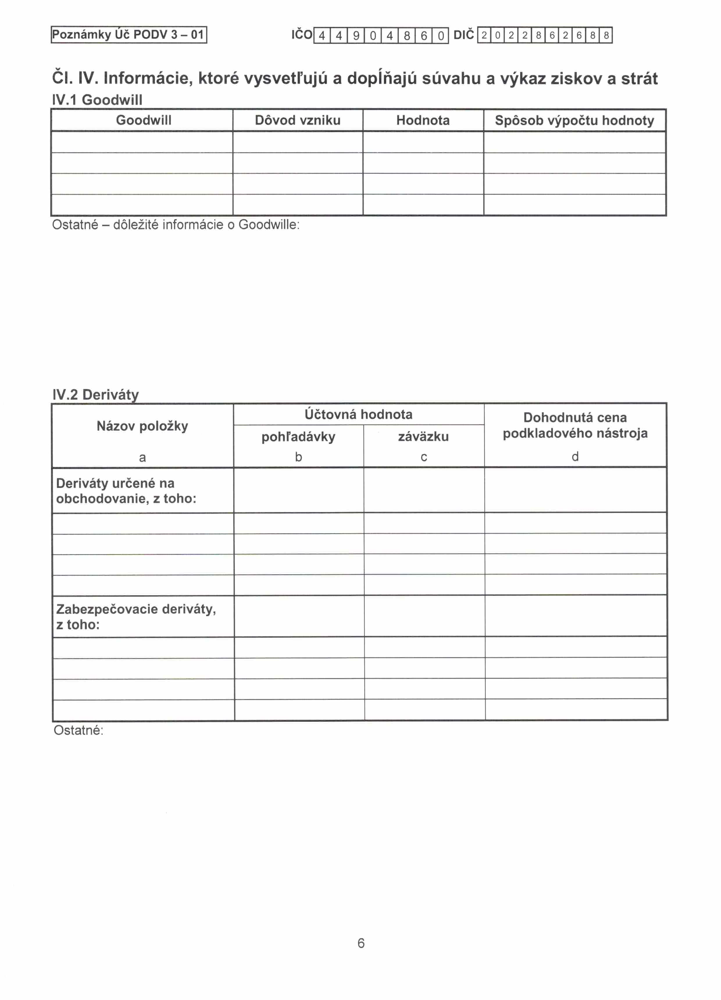 Poznámky Úč PODV 3 – 01 IČO 4 4 9 0 4 8 6 0 DIČ 2 0 2 2 8 6 2 6 8 8
Čl. IV. Informácie, ktoré vysvetľujú a dopĺňajú súvahu a výkaz ziskov a strát
IV.1 Goodwill
Goodwill Dôvod vzniku Hodnota Spôsob výpočtu hodnoty
Ostatné – dôležité informácie o Goodwille:
IV.2 Deriváty
Názov položky Účtovná hodnota Dohodnutá cena
pohľadávky záväzku podkladového nástroja
a b c d
Deriváty určené na
obchodovanie, z toho:
Zabezpečovacie deriváty,
z toho:
Ostatné:
6